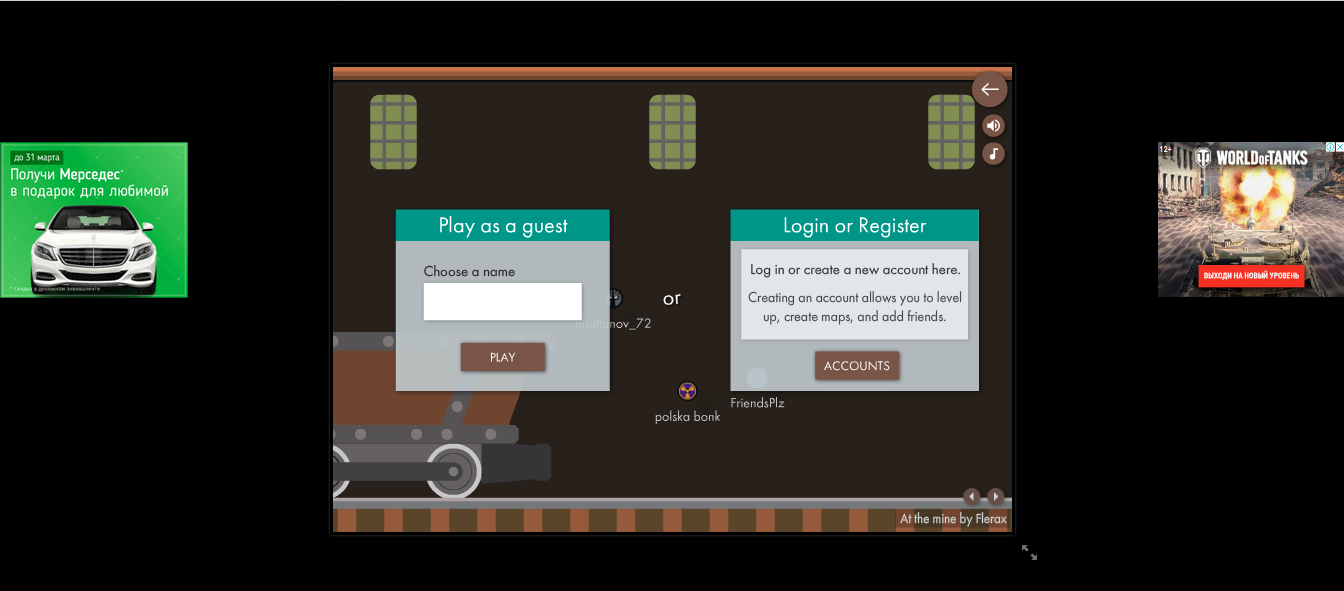 до 31 марта
Получи Мерседес*
в подарок для любимой
* Скидка в денежном эквиваленте
Play as a guest
Choose a name
PLAY
or
_72
polska bonk
FriendsPlz
Login or Register
Log in or create a new account here.
Creating an account allows you to level
up, create maps, and add friends.
ACCOUNTS
At the mine by Flerax
12+
WORLD OF TANKS
ВЫХОДИ НА НОВЫЙ УРОВЕНЬ